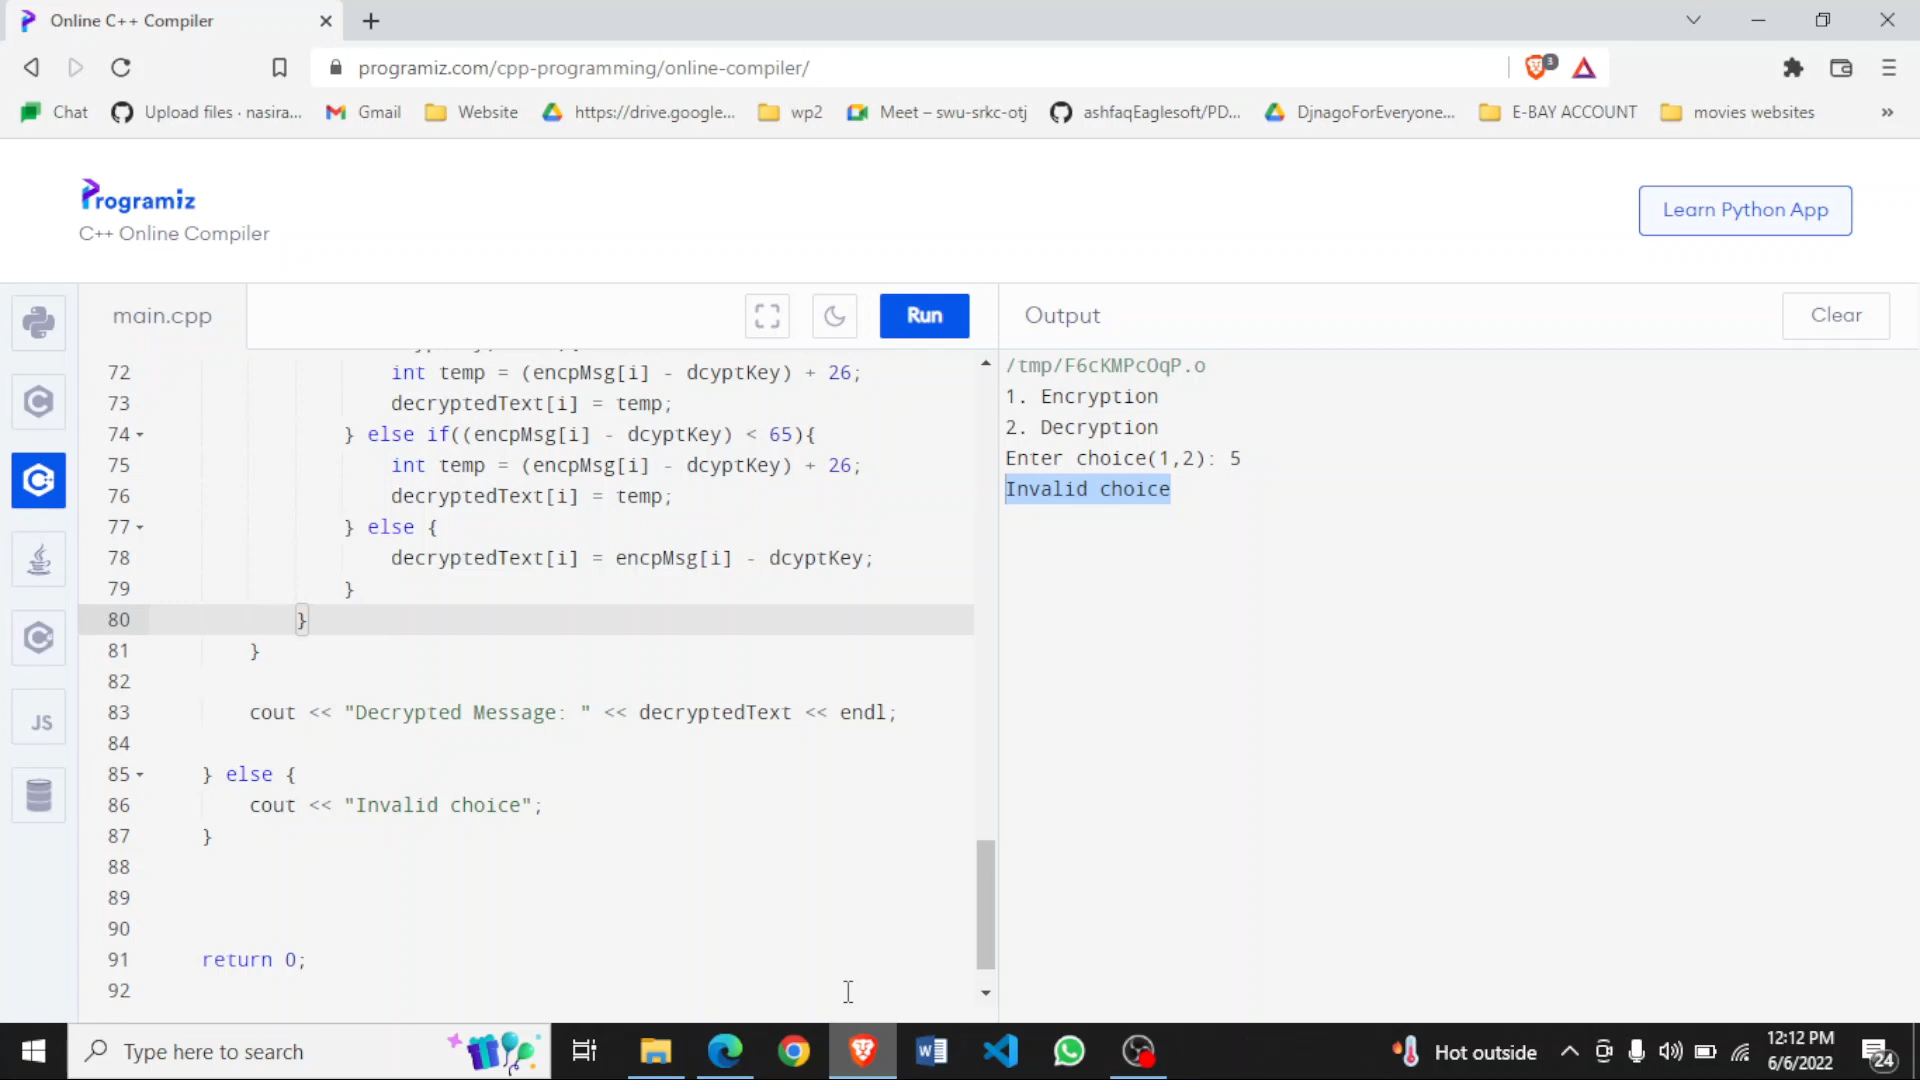 Online C++ Compiler
programiz.com/cpp-programming/online-compiler/
3
Chat
Upload files · nasira...
Gmail
Website
https://drive.google...
wp2
Meet – swu-srkc-otj
ashfaqEaglesoft/PD...
DjnagoForEveryone...
E-BAY ACCOUNT
movies websites
»
Programiz
C++ Online Compiler
Learn Python App
main.cpp
Run
Output
Clear
72 int temp = (encpMsg[i] - dcyptKey) + 26;
73 decryptedText[i] = temp;
74 } else if((encpMsg[i] - dcyptKey) < 65){
75 int temp = (encpMsg[i] - dcyptKey) + 26;
76 decryptedText[i] = temp;
77 } else {
78 decryptedText[i] = encpMsg[i] - dcyptKey;
79 }
80 }
81 }
82
83 cout << "Decrypted Message: " << decryptedText << endl;
84
85 } else {
86 cout << "Invalid choice";
87 }
88
89
90
91 return 0;
92
/tmp/F6cKMPcOqP.o
1. Encryption
2. Decryption
Enter choice(1,2): 5
Invalid choice
JS
Type here to search
Hot outside
12:12 PM
6/6/2022
24